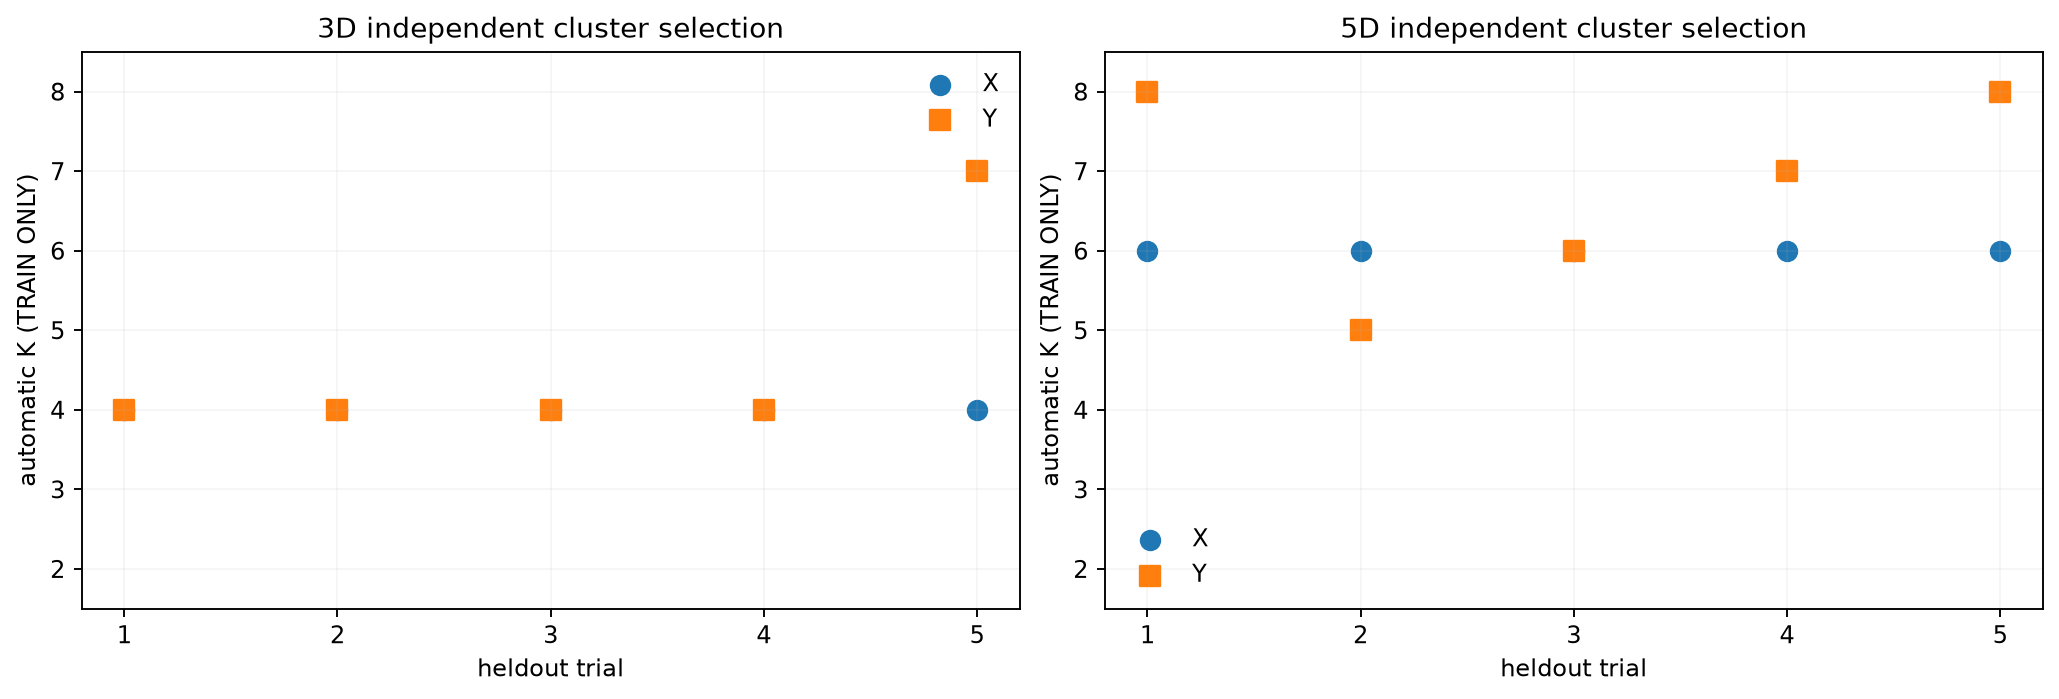 3D independent cluster selection
X
Y
automatic K (TRAIN ONLY)
8
7
6
5
4
3
2
1 2 3 4 5
heldout trial
5D independent cluster selection
automatic K (TRAIN ONLY)
8
7
6
5
4
3
2
X
Y
1 2 3 4 5
heldout trial